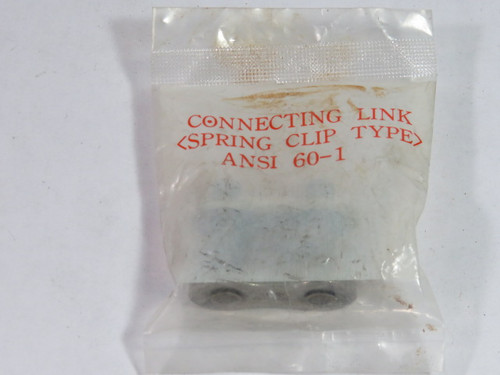 CONNECTING LINK
<SPRING CLIP TYPE>
ANSI 60-1